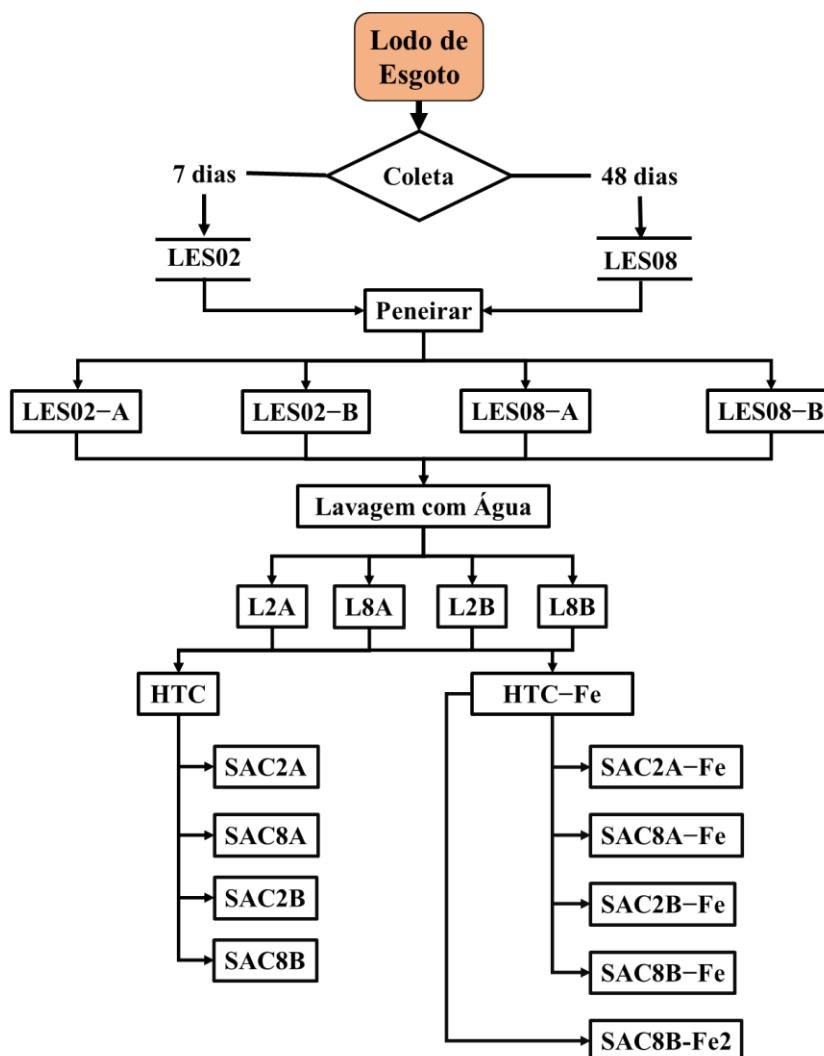 Lodo de
Esgoto
Coleta
7 dias
48 dias
LES02
LES08
Peneirar
LES02−A
LES02−B
LES08−A
LES08−B
Lavagem com Água
L2A
L8A
L2B
L8B
HTC
HTC−Fe
SAC2A
SAC8A
SAC2B
SAC8B
SAC2A−Fe
SAC8A−Fe
SAC2B−Fe
SAC8B−Fe
SAC8B-Fe2